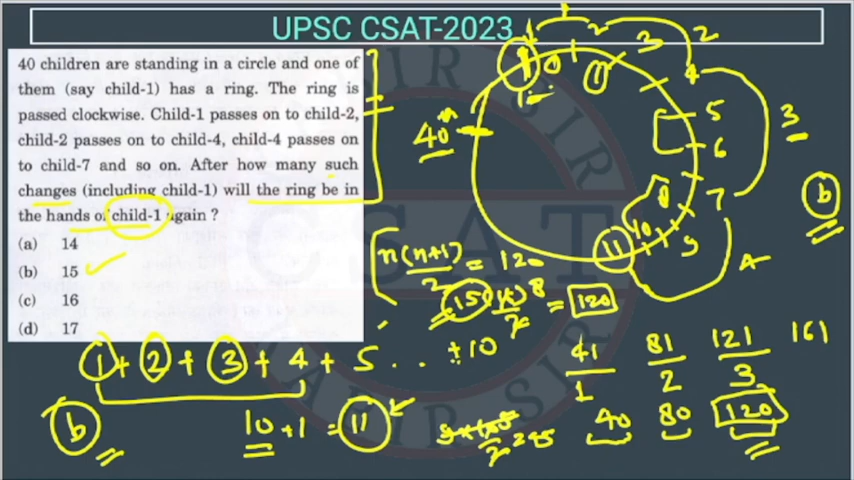 UPSC CSAT-2023
40 children are standing in a circle and one of
them (say child-1) has a ring. The ring is
passed clockwise. Child-1 passes on to child-2,
child-2 passes on to child-4, child-4 passes on
to child-7 and so on. After how many such
changes (including child-1) will the ring be in
the hands of child-1 again ?
(a) 14
(b) 15
(c) 16
(d) 17
1 2 3 2
4
5
3
6
7
40
11
9
4
b
n(n+1)/2 = 120
= 120
1 + 2 + 3 + 4 + 5 . . . + 10
41 81 121 161
1 2 3
b 10 + 1 = 11
40 80 120
CSAT